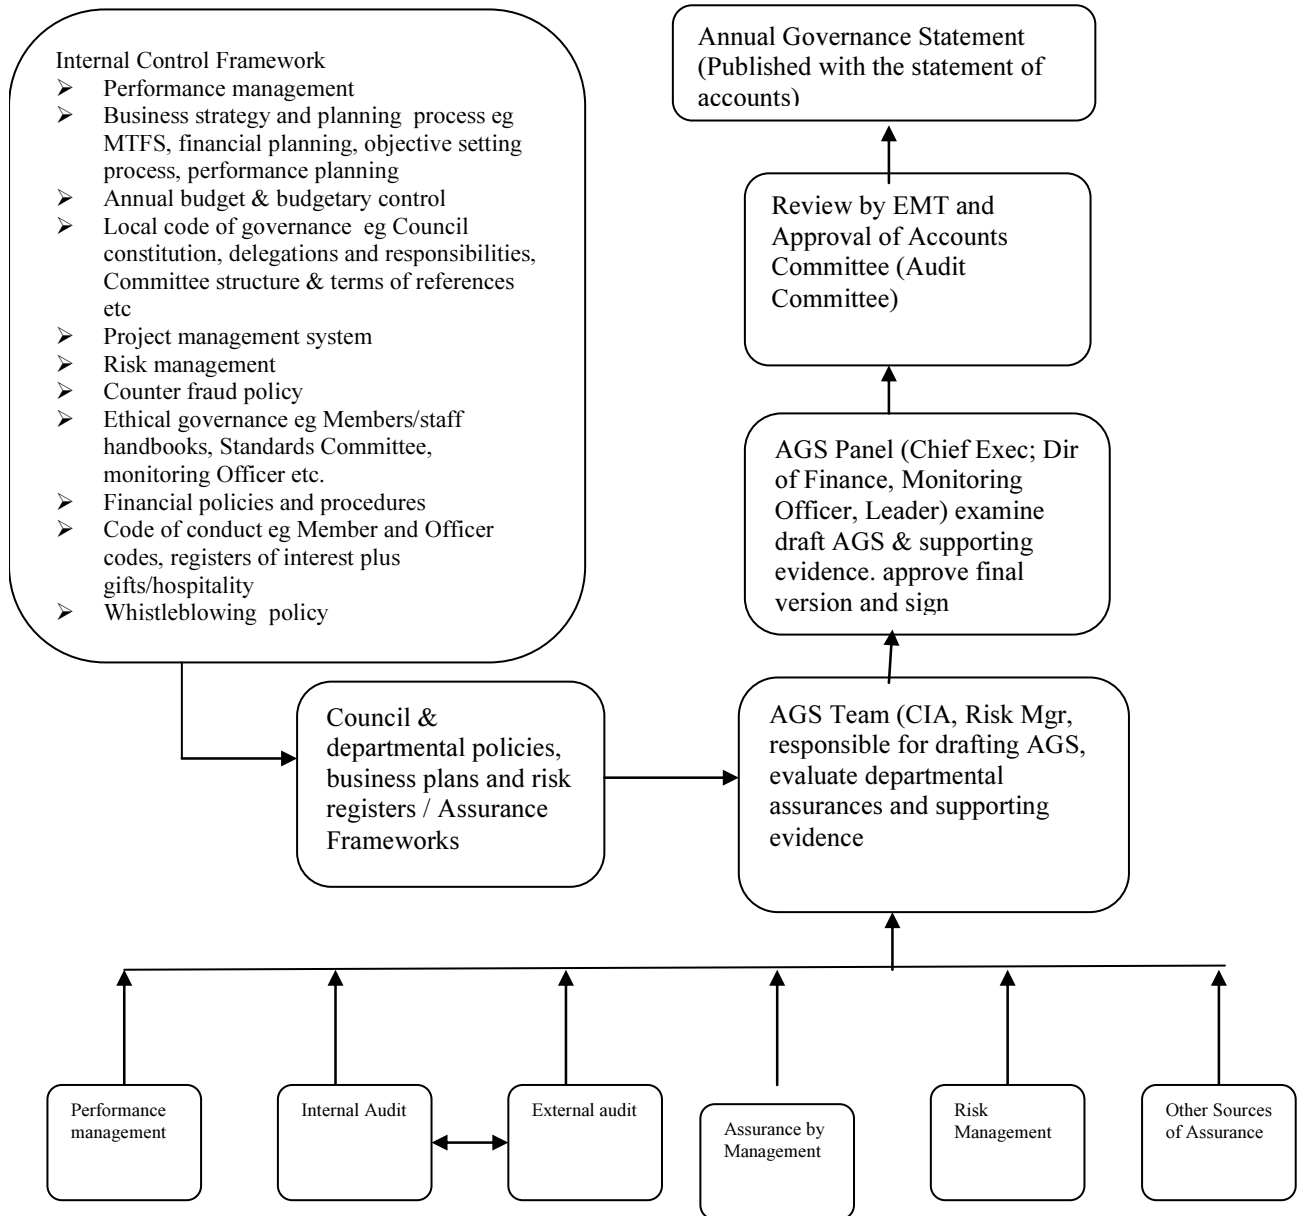 Internal Control Framework
➢ Performance management
➢ Business strategy and planning process eg
MTFS, financial planning, objective setting
process, performance planning
➢ Annual budget & budgetary control
➢ Local code of governance eg Council
constitution, delegations and responsibilities,
Committee structure & terms of references
etc
➢ Project management system
➢ Risk management
➢ Counter fraud policy
➢ Ethical governance eg Members/staff
handbooks, Standards Committee,
monitoring Officer etc.
➢ Financial policies and procedures
➢ Code of conduct eg Member and Officer
codes, registers of interest plus
gifts/hospitality
➢ Whistleblowing policy
Annual Governance Statement
(Published with the statement of
accounts)
Review by EMT and
Approval of Accounts
Committee (Audit
Committee)
AGS Panel (Chief Exec; Dir
of Finance, Monitoring
Officer, Leader) examine
draft AGS & supporting
evidence. approve final
version and sign
Council &
departmental policies,
business plans and risk
registers / Assurance
Frameworks
AGS Team (CIA, Risk Mgr,
responsible for drafting AGS,
evaluate departmental
assurances and supporting
evidence
Performance
management
Internal Audit
External audit
Assurance by
Management
Risk
Management
Other Sources
of Assurance